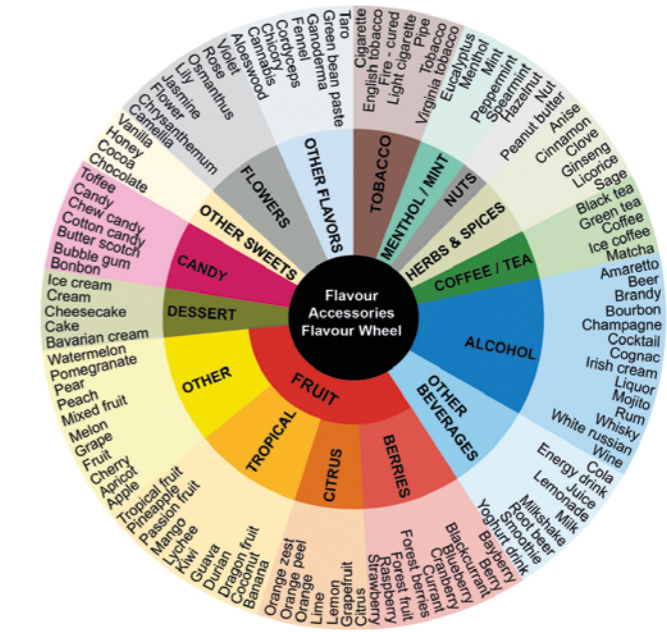 Flavour
Accessories
Flavour Wheel
TOBACCO
Cigarette
English tobacco
Fire - cured
Light cigarette
Pipe
Tobacco
Virginia tobacco
MENTHOL / MINT
Eucalyptus
Menthol
Mint
Peppermint
Spearmint
NUTS
Hazelnut
Nut
Peanut butter
HERBS & SPICES
Anise
Cinnamon
Clove
Ginseng
Licorice
Sage
COFFEE / TEA
Black tea
Green tea
Coffee
Ice coffee
Matcha
ALCOHOL
Amaretto
Beer
Brandy
Bourbon
Champagne
Cocktail
Cognac
Irish cream
Liquor
Mojito
Rum
Whisky
White russian
Wine
OTHER
BEVERAGES
Cola
Energy drink
Juice
Lemonade
Milk
Milkshake
Root beer
Smoothie
Yoghurt drink
FRUIT
BERRIES
Bayberry
Berry
Blackcurrant
Blueberry
Cranberry
Currant
Forest berries
Forest fruit
Raspberry
Strawberry
CITRUS
Citrus
Grapefruit
Lemon
Lime
Orange
Orange peel
Orange zest
TROPICAL
Banana
Coconut
Dragon fruit
Durian
Guava
Kiwi
Lychee
Mango
Passion fruit
Pineapple
Tropical fruit
OTHER
Apple
Apricot
Cherry
Fruit
Grape
Melon
Mixed fruit
Peach
Pear
Pomegranate
Watermelon
DESSERT
Bavarian cream
Cake
Cheesecake
Cream
Ice cream
CANDY
Bonbon
Bubble gum
Butter scotch
Cotton candy
Chew candy
Candy
Toffee
OTHER SWEETS
Chocolate
Cocoa
Honey
Vanilla
FLOWERS
Camellia
Chrysanthemum
Flower
Jasmine
Lily
Osmanthus
Rose
Violet
OTHER FLAVORS
Aloeswood
Cannabis
Chicory
Cordyceps
Fennel
Ganoderma
Green bean paste
Taro